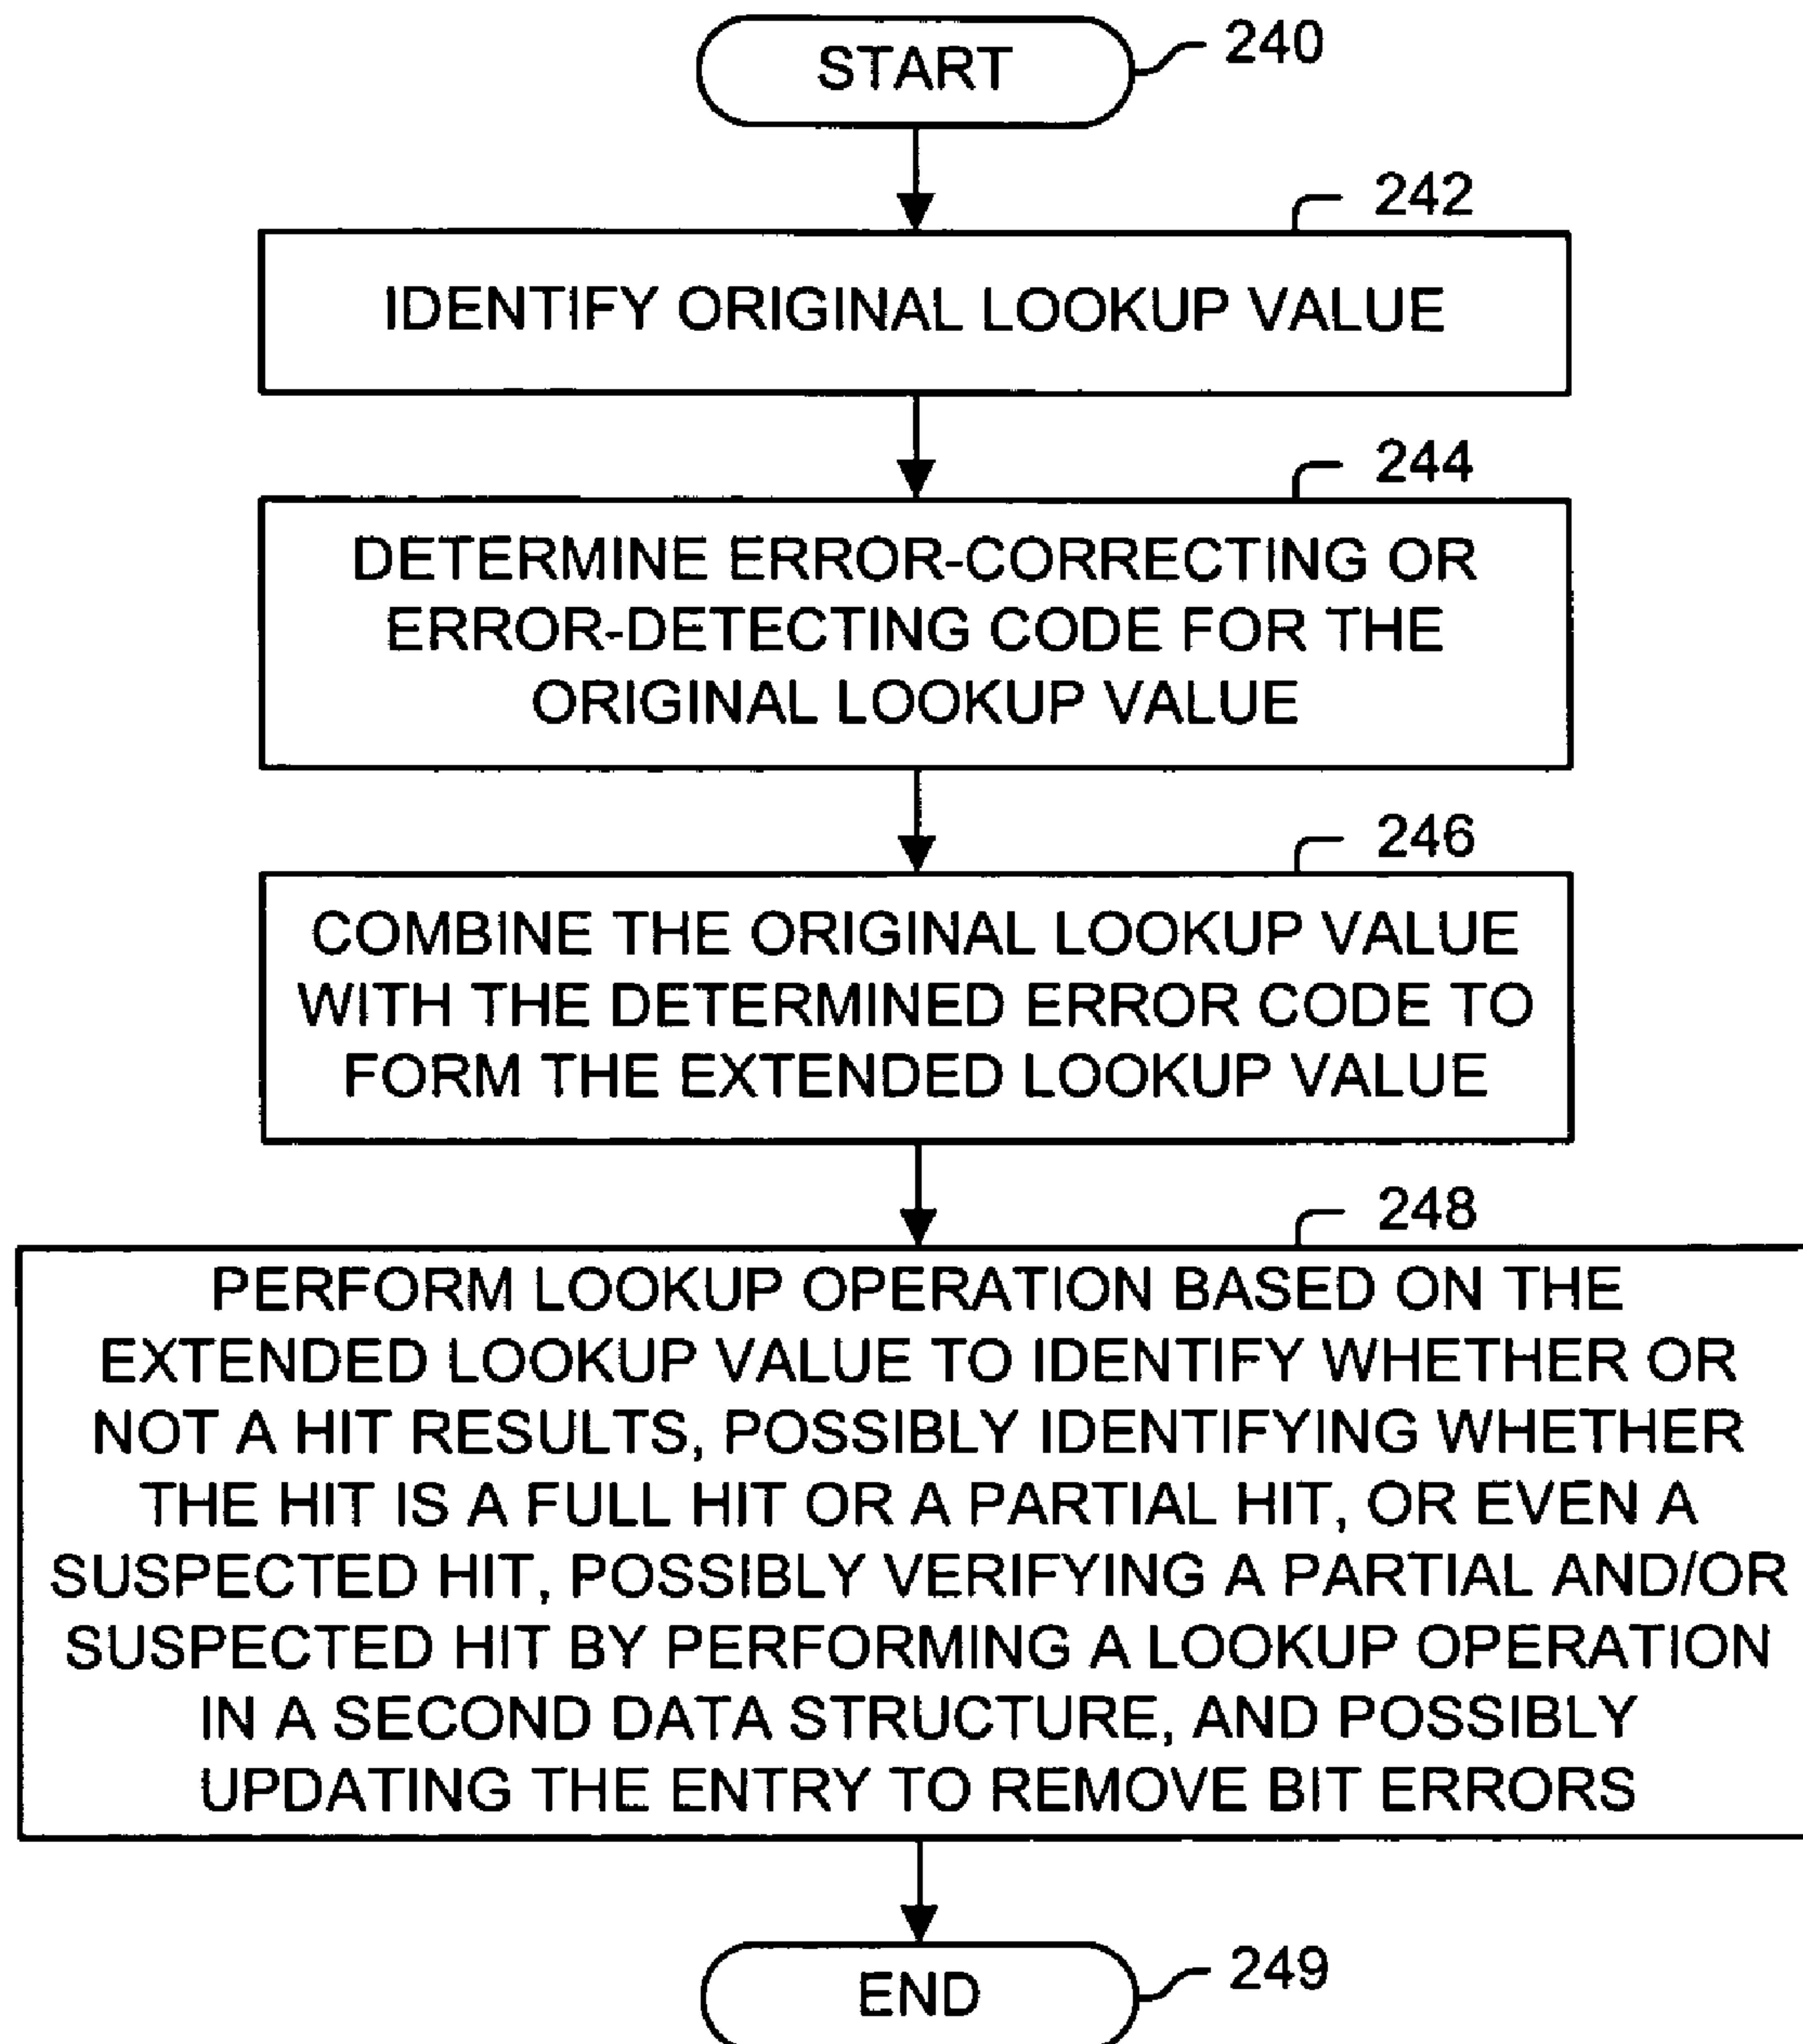 START
240
242
IDENTIFY ORIGINAL LOOKUP VALUE
244
DETERMINE ERROR-CORRECTING OR
ERROR-DETECTING CODE FOR THE
ORIGINAL LOOKUP VALUE
246
COMBINE THE ORIGINAL LOOKUP VALUE
WITH THE DETERMINED ERROR CODE TO
FORM THE EXTENDED LOOKUP VALUE
248
PERFORM LOOKUP OPERATION BASED ON THE
EXTENDED LOOKUP VALUE TO IDENTIFY WHETHER OR
NOT A HIT RESULTS, POSSIBLY IDENTIFYING WHETHER
THE HIT IS A FULL HIT OR A PARTIAL HIT, OR EVEN A
SUSPECTED HIT, POSSIBLY VERIFYING A PARTIAL AND/OR
SUSPECTED HIT BY PERFORMING A LOOKUP OPERATION
IN A SECOND DATA STRUCTURE, AND POSSIBLY
UPDATING THE ENTRY TO REMOVE BIT ERRORS
END
249